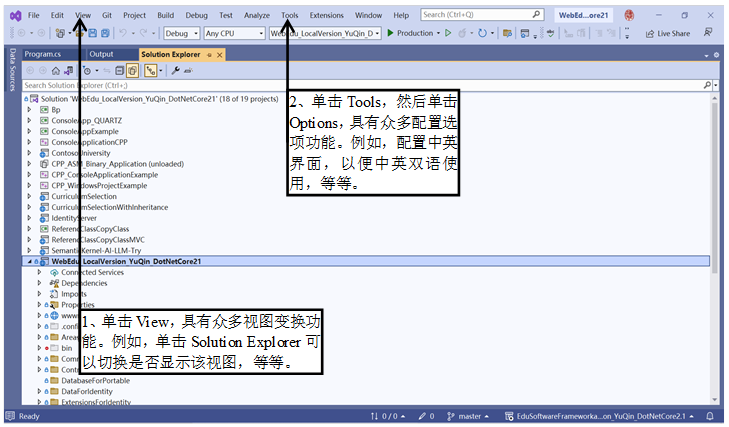 File Edit View Git Project Build Debug Test Analyze Tools Extensions Window Help Search (Ctrl+Q) WebEd...ore21
Debug Any CPU WebEdu_LocalVersion_YuQin_D Production Live Share
Data Sources
Program.cs Output Solution Explorer
Search Solution Explorer (Ctrl+;)
Solution 'WebEdu_LocalVersion_YuQin_DotNetCore21' (18 of 19 projects)
Bp
ConsoleApp_QUARTZ
ConsoleAppExample
ConsoleApplicationCPP
ContosoUniversity
CPP_ASM_Binary_Application (unloaded)
CPP_ConsoleApplicationExample
CPP_WindowsProjectExample
CurriculumSelection
CurriculumSelectionWithInheritance
IdentityServer
ReferenceClassCopyClass
ReferenceClassCopyClassMVC
SemanticKernel-AI-LLM-Try
WebEdu_LocalVersion_YuQin_DotNetCore21
Connected Services
Dependencies
Imports
Properties
www
.confi
Areas
bin
Comm
Contr
DatabaseForPortable
DataForIdentity
ExtensionsForIdentity
2、单击 Tools，然后单击
Options，具有众多配置选
项功能。例如，配置中英
界面，以便中英双语使
用，等等。
1、单击 View，具有众多视图变换功
能。例如，单击 Solution Explorer 可
以切换是否显示该视图，等等。
Ready 0 / 0 0 master EduSoftwareFrameworka...on_YuQin_DotNetCore2.1